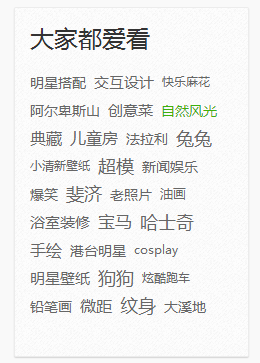 大家都爱看
明星搭配 交互设计 快乐麻花
阿尔卑斯山 创意菜 自然风光
典藏 儿童房 法拉利 兔兔
小清新壁纸 超模 新闻娱乐
爆笑 斐济 老照片 油画
浴室装修 宝马 哈士奇
手绘 港台明星 cosplay
明星壁纸 狗狗 炫酷跑车
铅笔画 微距 纹身 大溪地